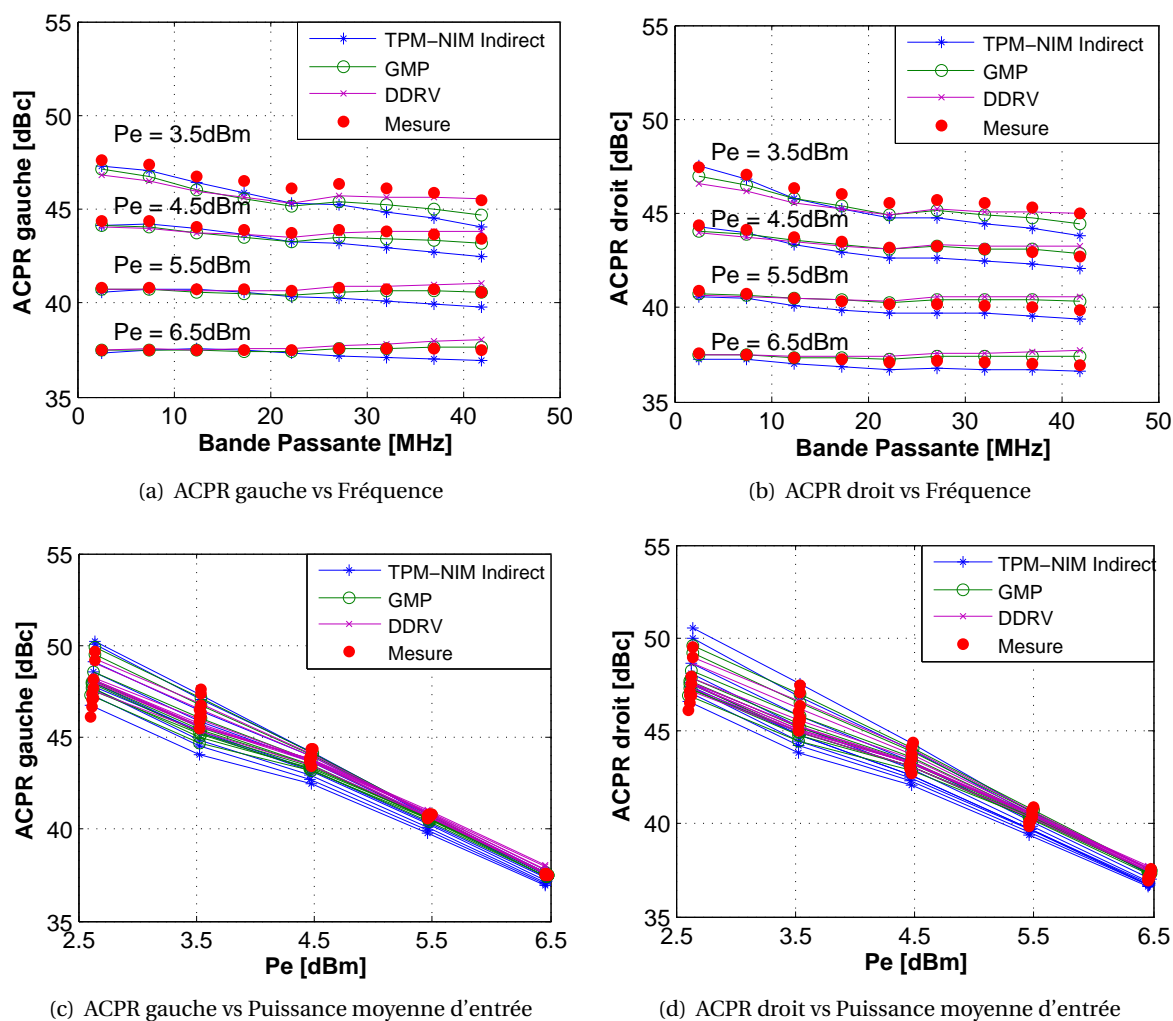 55
50
45
40
35
0
10
20
30
40
50
ACPR gauche [dBc]
Bande Passante [MHz]
TPM−NIM Indirect
GMP
DDRV
Mesure
Pe = 3.5dBm
Pe = 4.5dBm
Pe = 5.5dBm
Pe = 6.5dBm
(a) ACPR gauche vs Fréquence
55
50
45
40
35
0
10
20
30
40
50
ACPR droit [dBc]
Bande Passante [MHz]
TPM−NIM Indirect
GMP
DDRV
Mesure
Pe = 3.5dBm
Pe = 4.5dBm
Pe = 5.5dBm
Pe = 6.5dBm
(b) ACPR droit vs Fréquence
55
50
45
40
35
2.5
3.5
4.5
5.5
6.5
ACPR gauche [dBc]
Pe [dBm]
TPM−NIM Indirect
GMP
DDRV
Mesure
(c) ACPR gauche vs Puissance moyenne d'entrée
55
50
45
40
35
2.5
3.5
4.5
5.5
6.5
ACPR droit [dBc]
Pe [dBm]
TPM−NIM Indirect
GMP
DDRV
Mesure
(d) ACPR droit vs Puissance moyenne d'entrée